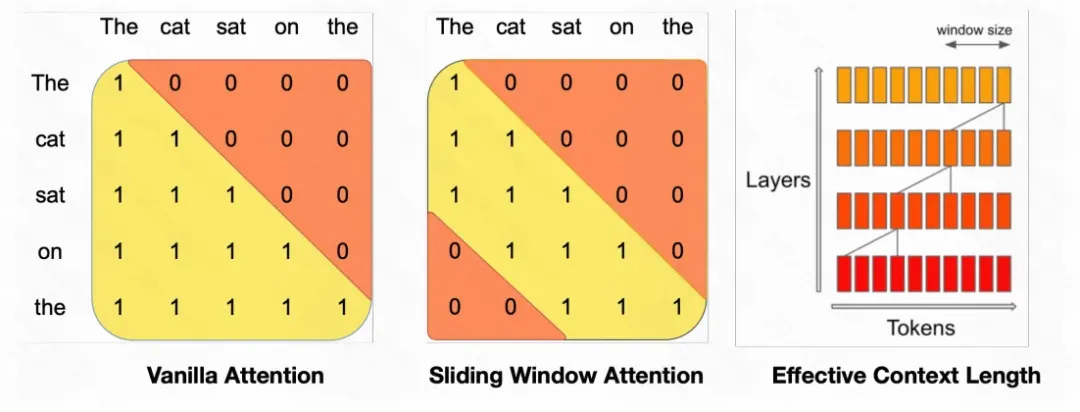 The cat sat on the
The 1 0 0 0 0
cat 1 1 0 0 0
sat 1 1 1 0 0
on 1 1 1 1 0
the 1 1 1 1 1
Vanilla Attention
The cat sat on the
1 0 0 0 0
1 1 0 0 0
1 1 1 0 0
0 1 1 1 0
0 0 1 1 1
Sliding Window Attention
window size
Layers
Tokens
Effective Context Length